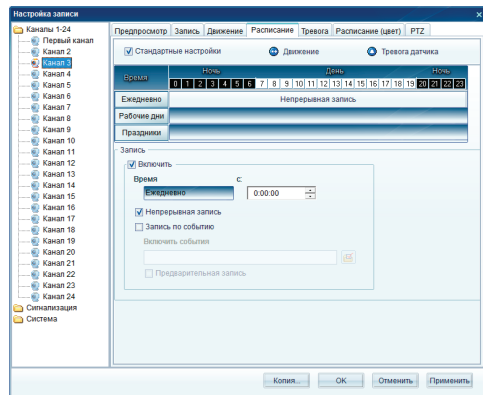 Настройка записи
Каналы 1-24
Первый канал
Канал 2
Канал 3
Канал 4
Канал 5
Канал 6
Канал 7
Канал 8
Канал 9
Канал 10
Канал 11
Канал 12
Канал 13
Канал 14
Канал 15
Канал 16
Канал 17
Канал 18
Канал 19
Канал 20
Канал 21
Канал 22
Канал 23
Канал 24
Сигнализация
Система
Предпросмотр Запись Движение Расписание Тревога Расписание (цвет) PTZ
Стандартные настройки Движение Тревога датчика
Время Ночь День Ночь
0 1 2 3 4 5 6 7 8 9 10 11 12 13 14 15 16 17 18 19 20 21 22 23
Ежедневно Непрерывная запись
Рабочие дни
Праздники
Запись
Включить
Время с:
Ежедневно 0:00:00
Непрерывная запись
Запись по событию
Включить события
Предварительная запись
Копия... OK Отменить Применить